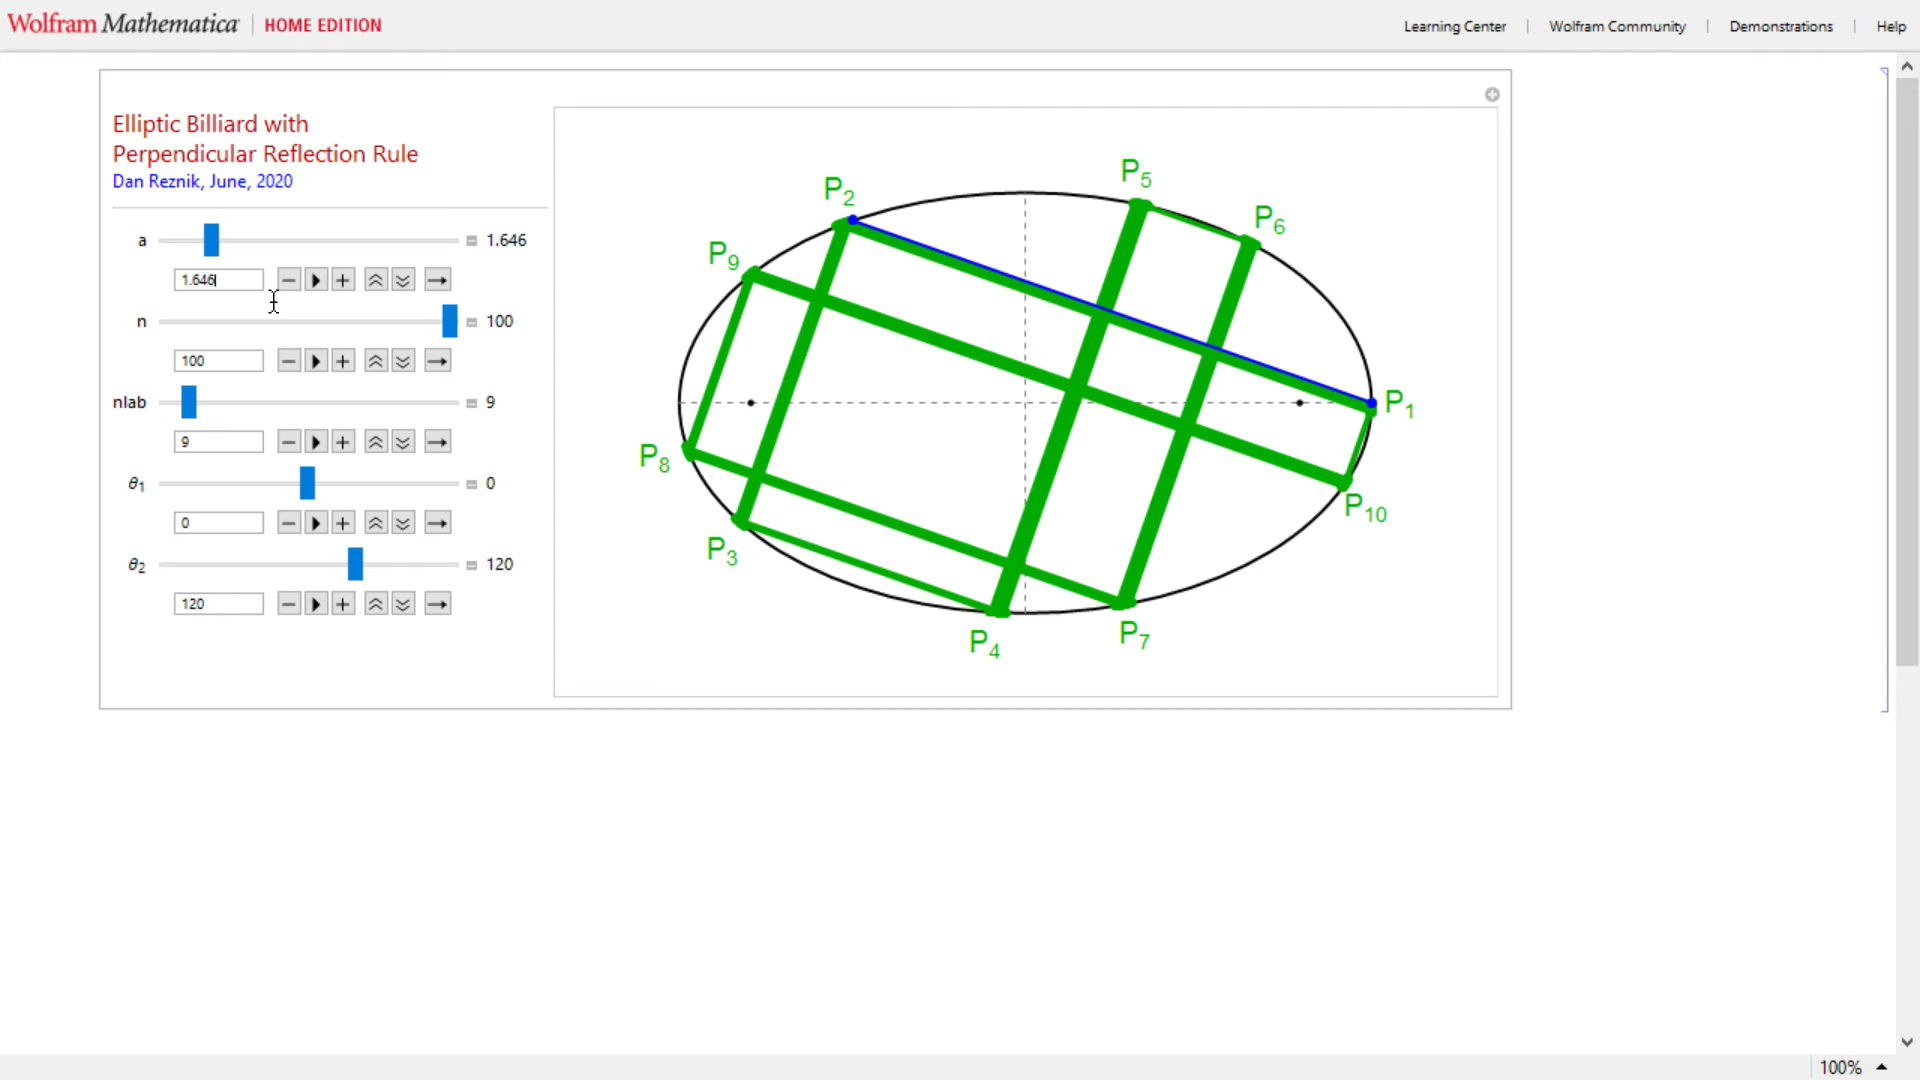 Wolfram Mathematica | HOME EDITION
Learning Center | Wolfram Community | Demonstrations | Help
Elliptic Billiard with
Perpendicular Reflection Rule
Dan Reznik, June, 2020
a 1.646
1.646
n 100
100
nlab 9
9
θ1 0
0
θ2 120
120
P5
P2
P6
P9
P1
P8
P10
P3
P7
P4
100%